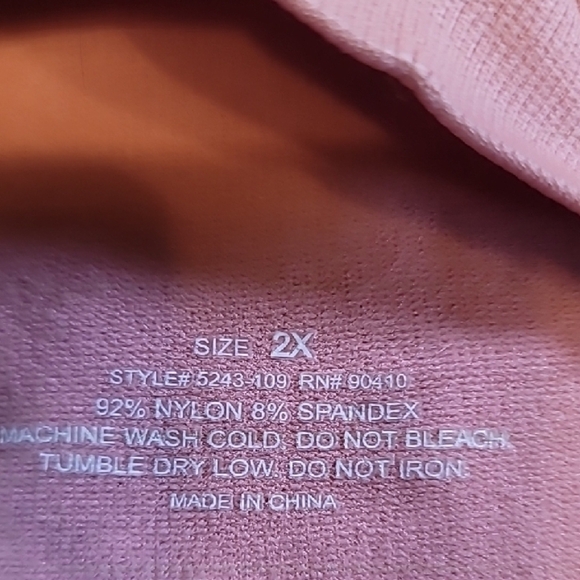 SIZE 2X
STYLE# 5243-109 RN# 90410
92% NYLON 8% SPANDEX
MACHINE WASH COLD. DO NOT BLEACH.
TUMBLE DRY LOW. DO NOT IRON.
MADE IN CHINA